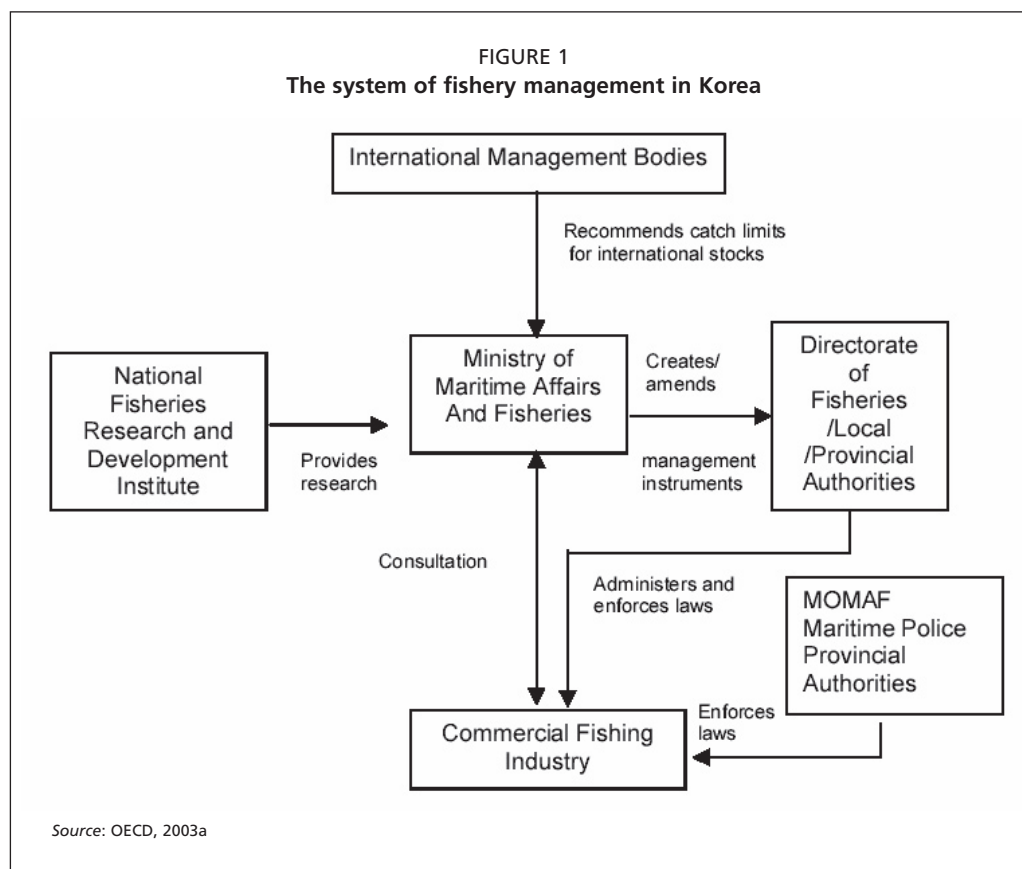 FIGURE 1
The system of fishery management in Korea
International Management Bodies
Recommends catch limits
for international stocks
National
Fisheries
Research and
Development
Institute
Provides
research
Ministry of
Maritime Affairs
And Fisheries
Creates/
amends
management
instruments
Directorate
of
Fisheries
/Local
/Provincial
Authorities
Consultation
Administers and
enforces laws
MOMAF
Maritime Police
Provincial
Authorities
Enforces
laws
Commercial Fishing
Industry
Source: OECD, 2003a